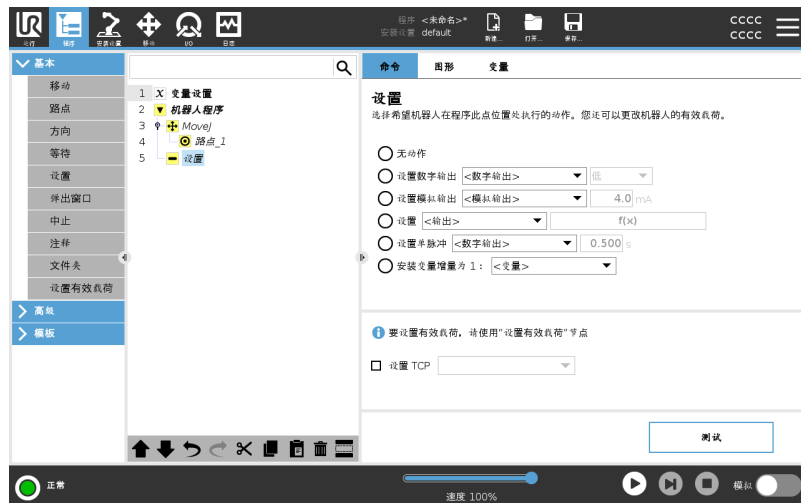 UR
运行
程序
安装设置
移动
I/O
日志
程序 <未命名>*
安装设置 default
新建...
打开...
保存...
CCCC
CCCC
基本
移动
路点
方向
等待
设置
弹出窗口
中止
注释
文件夹
设置有效载荷
高级
模板
1 X 变量设置
2 机器人程序
3 MoveJ
4 路点_1
5 设置
命令 图形 变量
设置
选择希望机器人在程序此点位置处执行的动作。您还可以更改机器人的有效载荷。
无动作
设置数字输出 <数字输出> 低
设置模拟输出 <模拟输出> 4.0 mA
设置 <输出> f(x)
设置单脉冲 <数字输出> 0.500 s
安装变量增量为 1： <变量>
要设置有效载荷，请使用“设置有效载荷”节点
设置 TCP
测试
正常
速度 100%
模拟